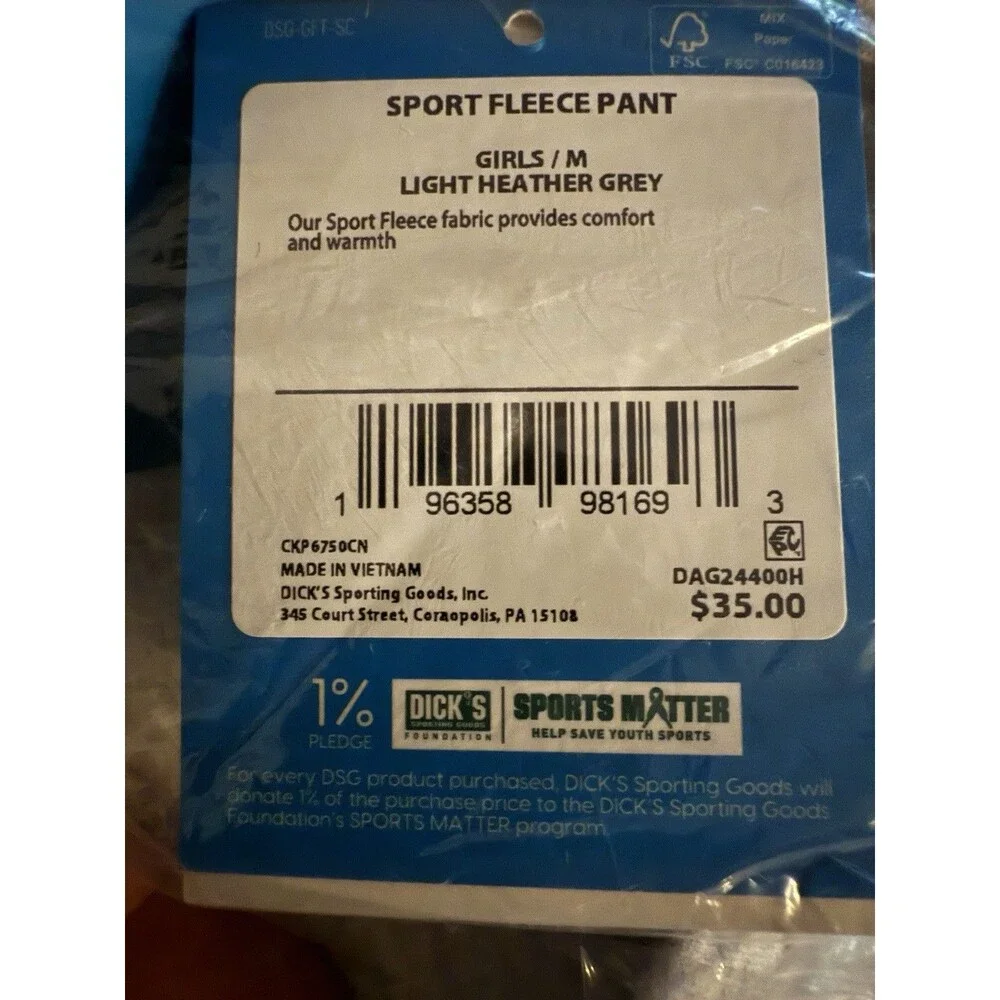 DSG-GFT-SC
FSC
MIX
Paper
FSC® C016423
SPORT FLEECE PANT
GIRLS / M
LIGHT HEATHER GREY
Our Sport Fleece fabric provides comfort
and warmth
1 96358 98169 3
CKP6750CN
MADE IN VIETNAM
DICK'S Sporting Goods, Inc.
345 Court Street, Coraopolis, PA 15108
DAG24400H
$35.00
1%
PLEDGE
DICK'S
SPORTING GOODS
FOUNDATION
SPORTS MATTER
HELP SAVE YOUTH SPORTS
For every DSG product purchased, DICK'S Sporting Goods will
donate 1% of the purchase price to the DICK'S Sporting Goods
Foundation's SPORTS MATTER program.